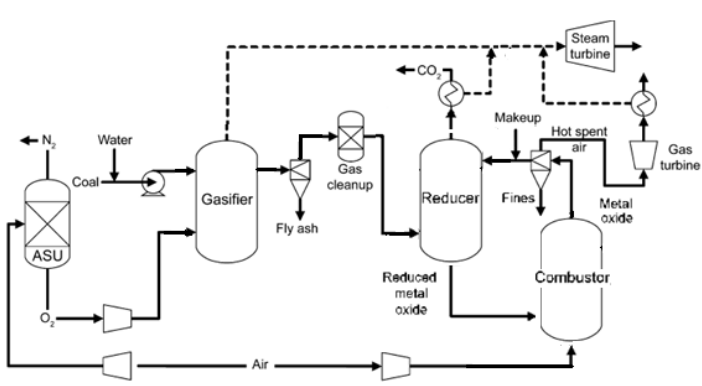 Steam
turbine
CO2
Makeup
Hot spent
air
Gas
turbine
N2
Water
Coal
Gas
cleanup
Gasifier
Reducer
Fines
Metal
oxide
Fly ash
ASU
Reduced
metal
oxide
Combustor
O2
Air